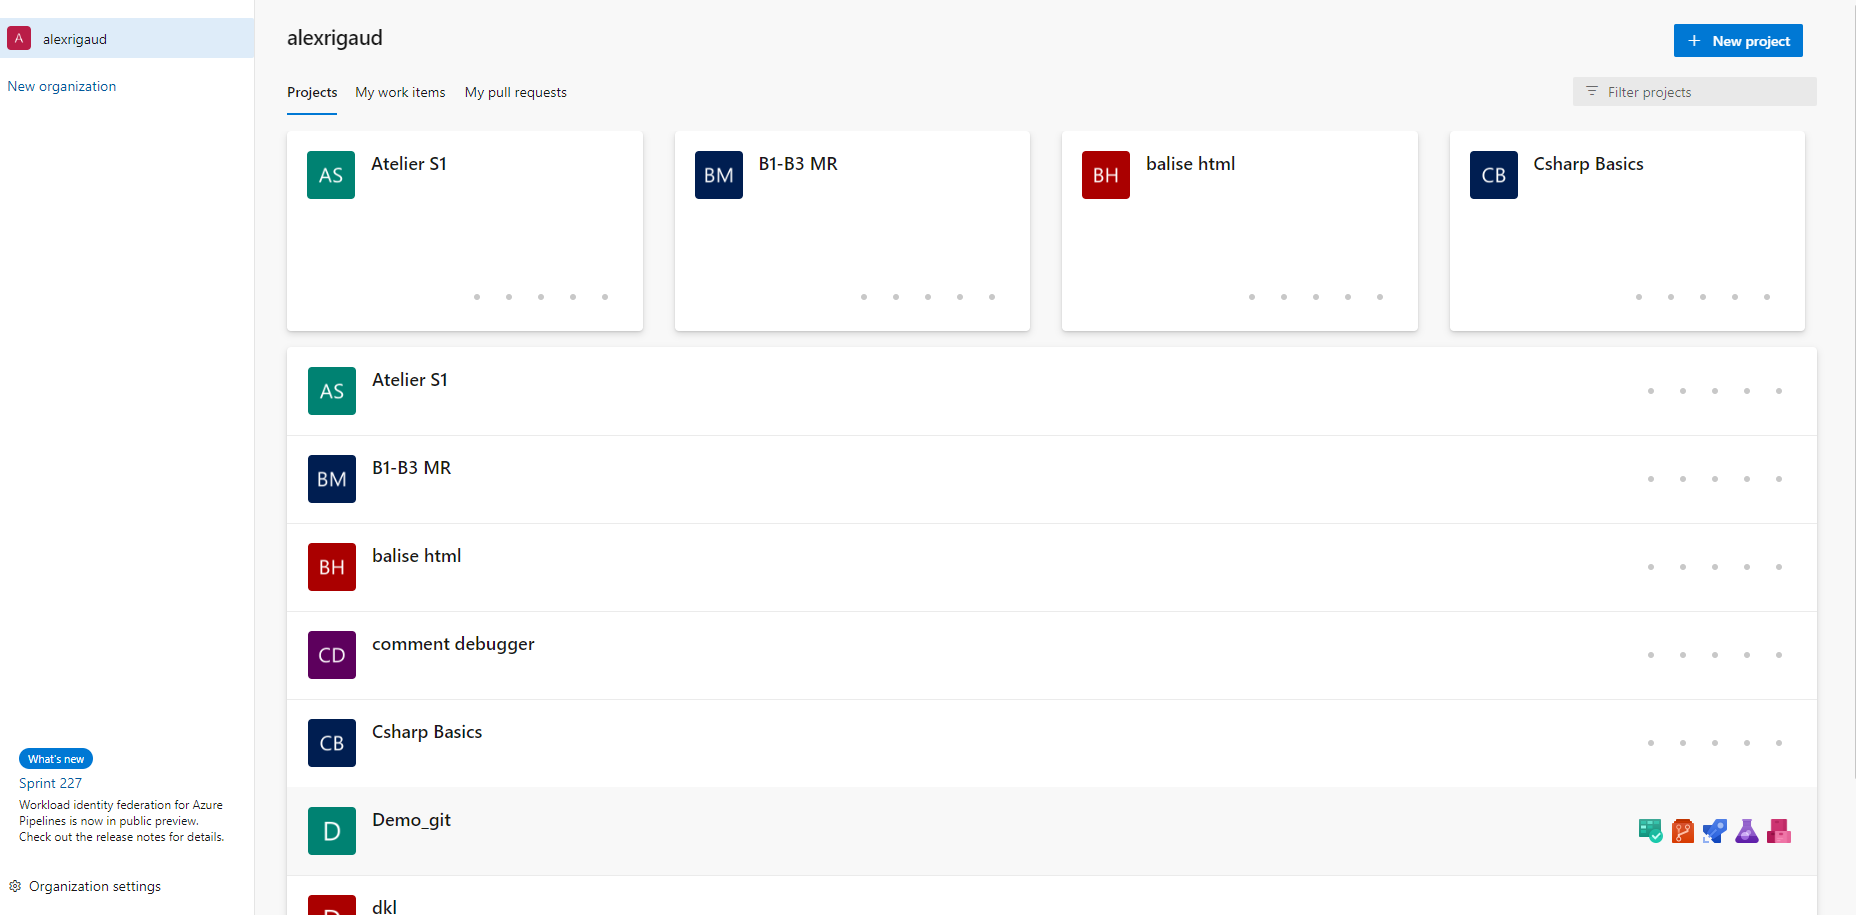 A alexrigaud
New organization
What's new
Sprint 227
Workload identity federation for Azure
Pipelines is now in public preview.
Check out the release notes for details.
Organization settings
alexrigaud
New project
Projects My work items My pull requests
Filter projects
AS Atelier S1
BM B1-B3 MR
BH balise html
CB Csharp Basics
AS Atelier S1
BM B1-B3 MR
BH balise html
CD comment debugger
CB Csharp Basics
D Demo_git
D dkl